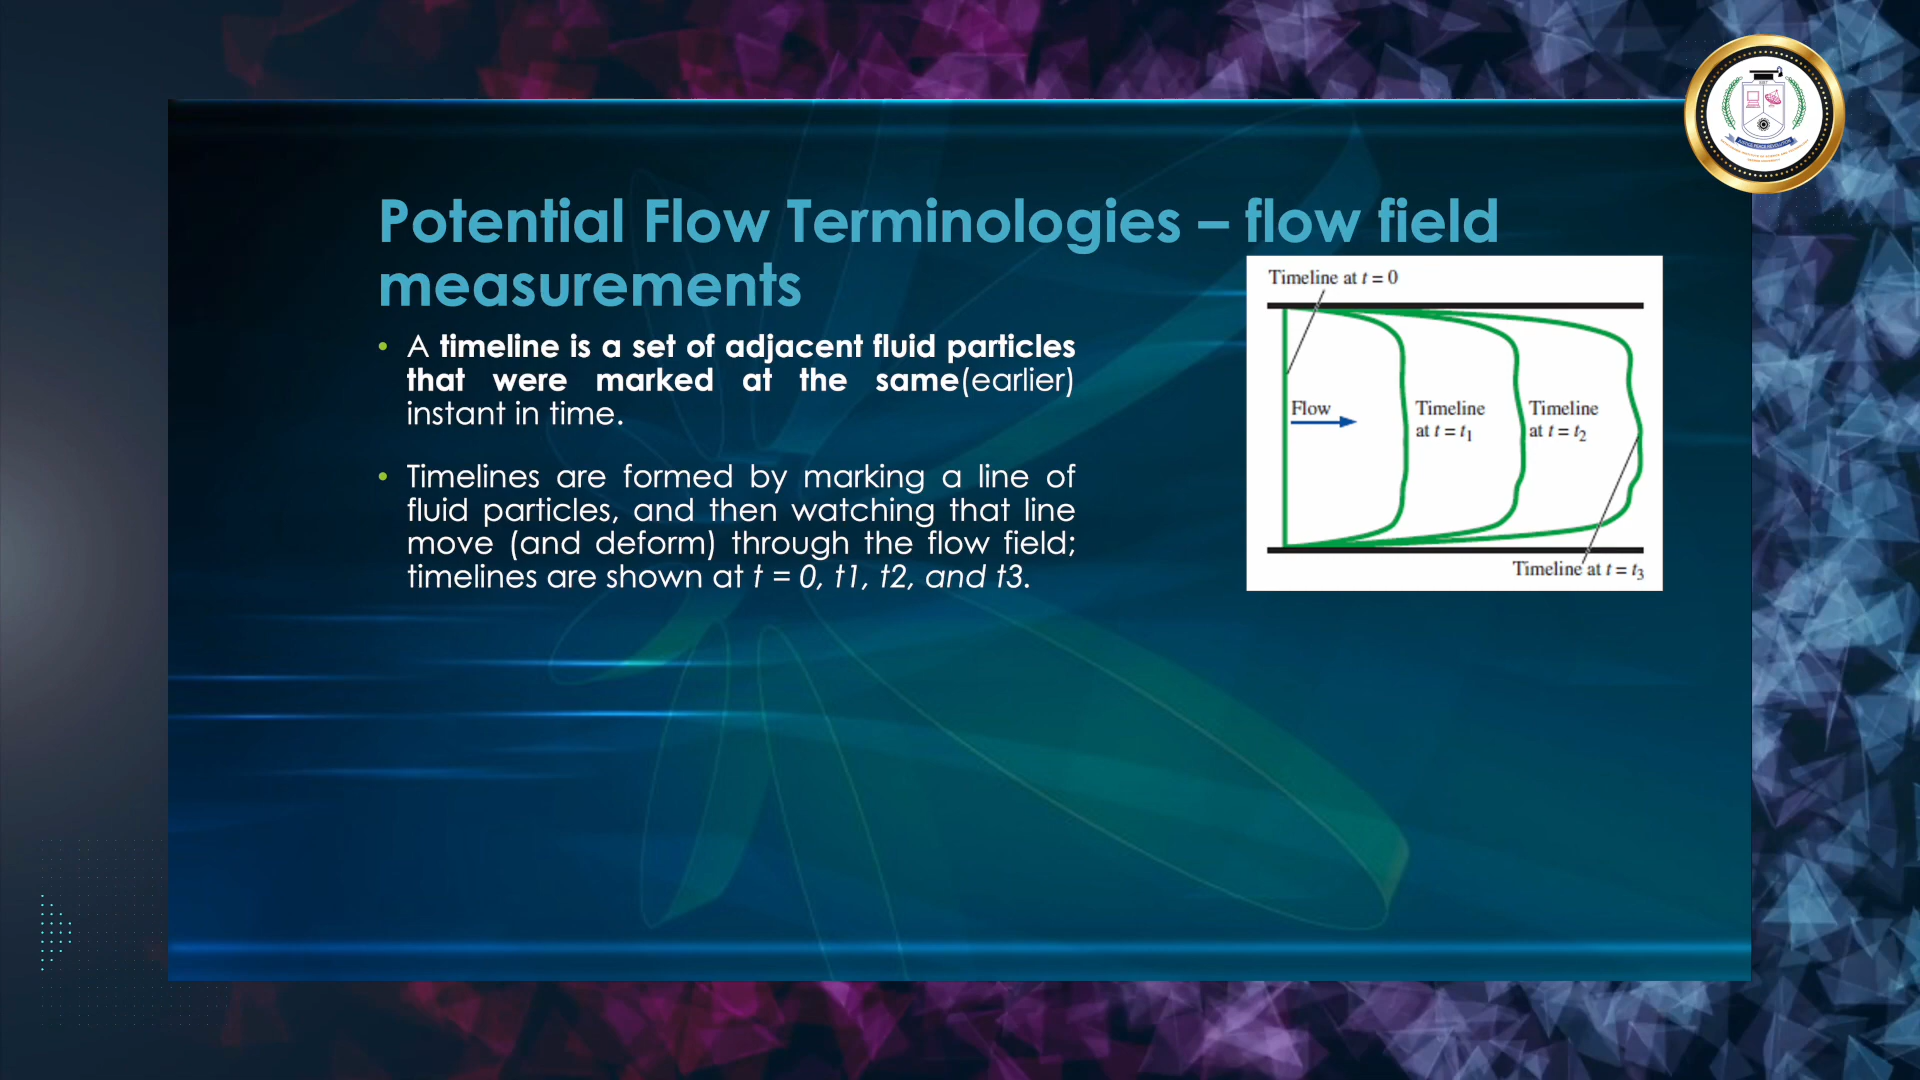 Potential Flow Terminologies – flow field
measurements
• A timeline is a set of adjacent fluid particles
that were marked at the same(earlier)
instant in time.
• Timelines are formed by marking a line of
fluid particles, and then watching that line
move (and deform) through the flow field;
timelines are shown at t = 0, t1, t2, and t3.
Timeline at t = 0
Flow
Timeline
at t = t1
Timeline
at t = t2
Timeline at t = t3